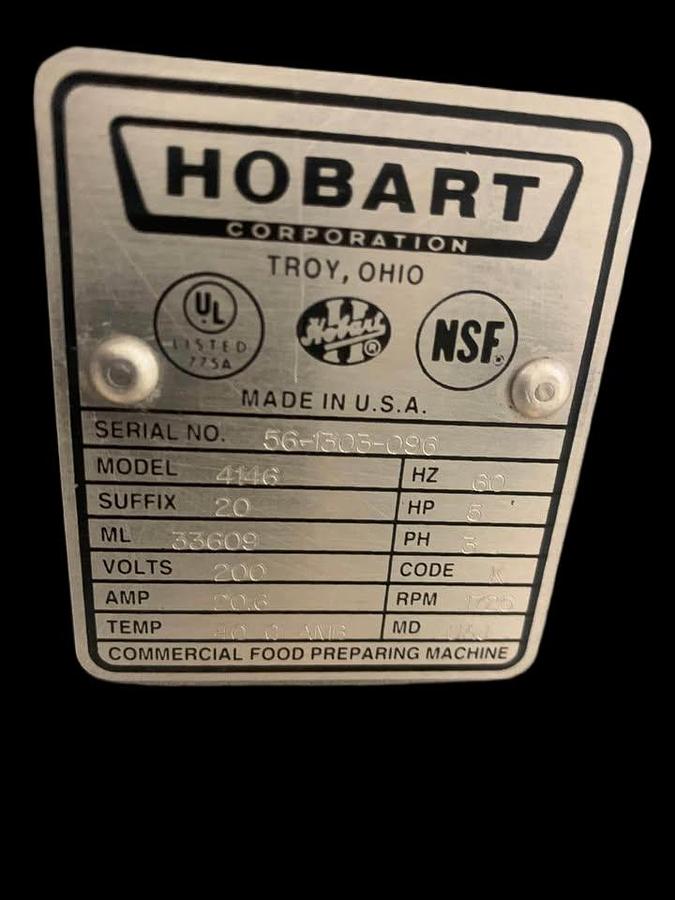 HOBART
CORPORATION
TROY, OHIO
UL
LISTED
775A
Hobart
H
®
NSF
MADE IN U.S.A.
SERIAL NO. 56-1303-096
MODEL 4146 HZ 60
SUFFIX 20 HP 5
ML 33609 PH 3
VOLTS 200 CODE K
AMP 20.6 RPM 1725
TEMP 40 C AMB MD
COMMERCIAL FOOD PREPARING MACHINE